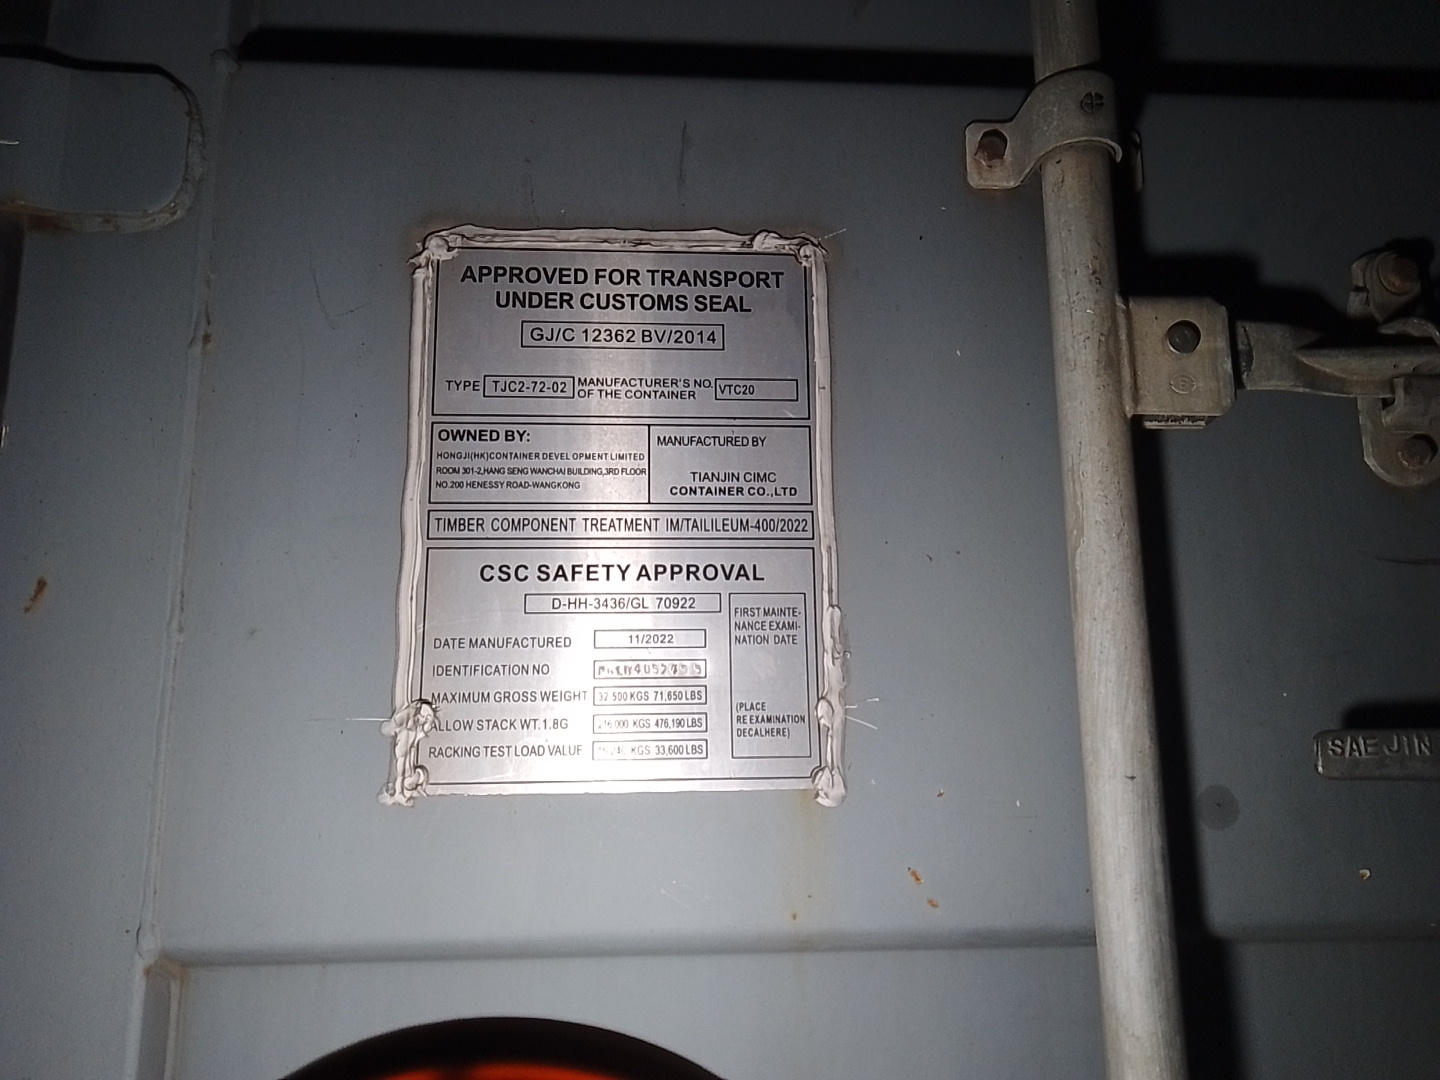 APPROVED FOR TRANSPORT
UNDER CUSTOMS SEAL
GJ/C 12362 BV/2014
TYPE TJC2-72-02 MANUFACTURER'S NO. OF THE CONTAINER VTC20
OWNED BY:
HONGJI(HK)CONTAINER DEVEL OPMENT LIMITED
ROOM 301-2,HANG SENG WANCHAI BUILDING,3RD FLOOR
NO.200 HENESSY ROAD-WANGKONG
MANUFACTURED BY
TIANJIN CIMC
CONTAINER CO.,LTD
TIMBER COMPONENT TREATMENT IM/TAILILEUM-400/2022
CSC SAFETY APPROVAL
D-HH-3436/GL 70922
DATE MANUFACTURED 11/2022
IDENTIFICATION NO
MAXIMUM GROSS WEIGHT 32 500 KGS 71,650 LBS
ALLOW STACK WT. 1.8G KGS 476,190 LBS
RACKING TEST LOAD VALUE KGS 33,600 LBS
FIRST MAINTE-
NANCE EXAMI-
NATION DATE
(PLACE
RE EXAMINATION
DECALHERE)
SAE JIN